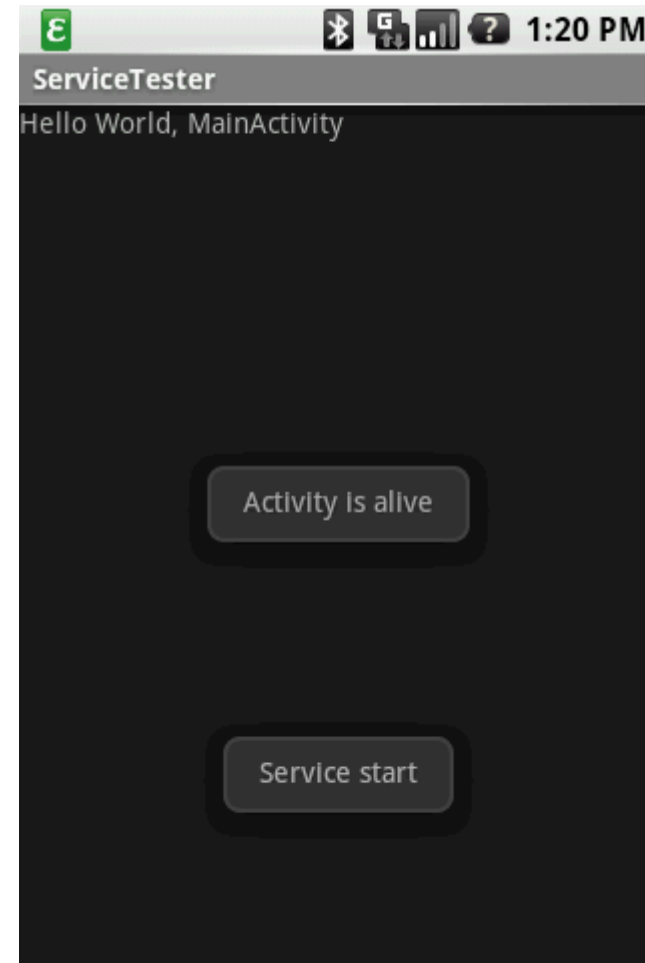 ε G ? 1:20 PM
ServiceTester
Hello World, MainActivity
Activity is alive
Service start